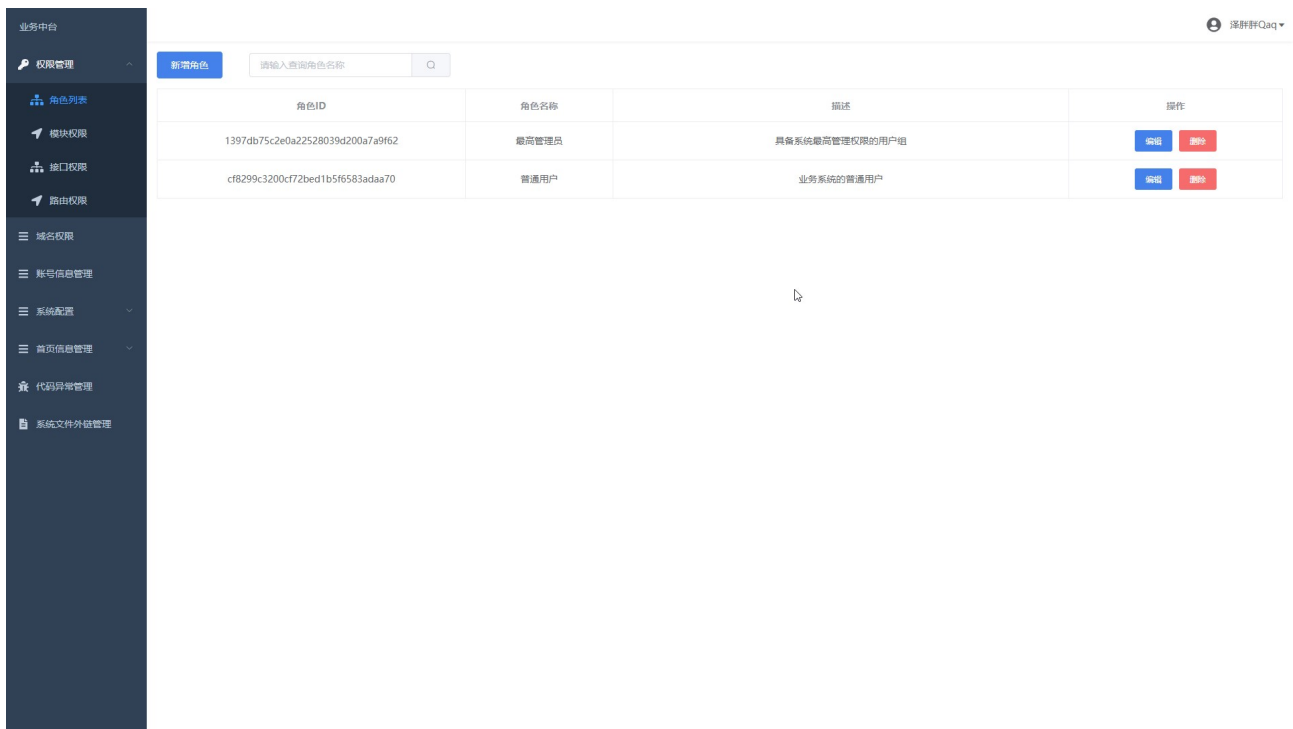 业务中台
泽胖胖Qaq
权限管理
角色列表
模块权限
接口权限
路由权限
域名权限
账号信息管理
系统配置
首页信息管理
代码异常管理
系统文件外链管理
新增角色 请输入查询角色名称
角色ID 角色名称 描述 操作
1397db75c2e0a22528039d200a7a9f62 最高管理员 具备系统最高管理权限的用户组 编辑 删除
cf8299c3200cf72bed1b5f6583adaa70 普通用户 业务系统的普通用户 编辑 删除